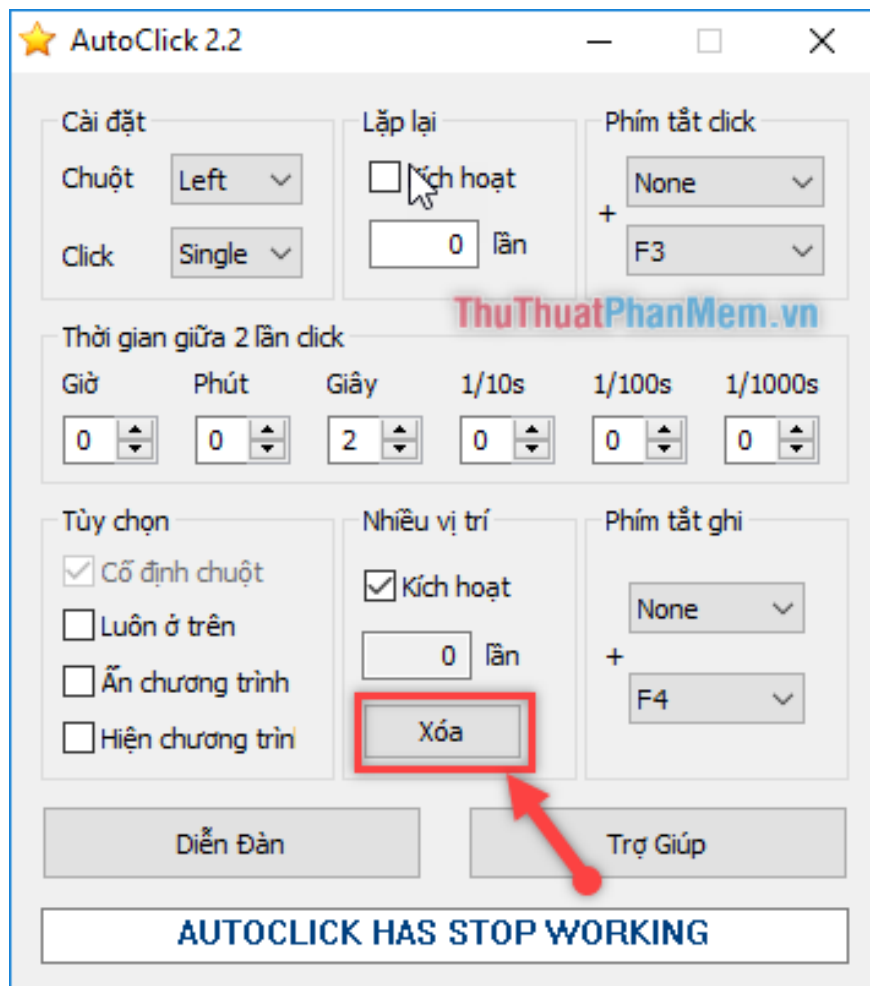 AutoClick 2.2
Cài đặt
Lặp lại
Phím tắt click
Chuột
Left
hoạt
None
+
Click
Single
0 lần
F3
ThuThuatPhanMem.vn
Thời gian giữa 2 lần click
Giờ
Phút
Giây
1/10s
1/100s
1/1000s
0
0
2
0
0
0
Tùy chọn
Nhiều vị trí
Phím tắt ghi
Cố định chuột
Kích hoạt
None
Luôn ở trên
0 lần
+
Ẩn chương trình
F4
Hiện chương trìn
Xóa
Diễn Đàn
Trợ Giúp
AUTOCLICK HAS STOP WORKING